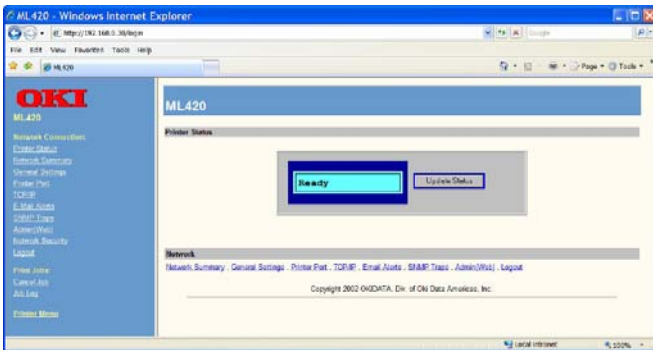 ML420 - Windows Internet Explorer
http://192.168.0.30/login
Google
File Edit View Favorites Tools Help
ML420
Page Tools
OKI
ML420
ML420
Network Connection
Printer Status
Network Summary
General Settings
Printer Port
TCP/IP
E-Mail Alerts
SNMP Traps
Admin(Web)
Network Security
Logout
Print Jobs
Cancel Job
Job Log
Printer Menu
Printer Status
Ready
Update Status
Network
Network Summary . General Settings . Printer Port . TCP/IP . Email Alerts . SNMP Traps . Admin(Web) . Logout
Copyright 2002 OKIDATA, Div. of Oki Data Americas, Inc.
Local intranet
100%